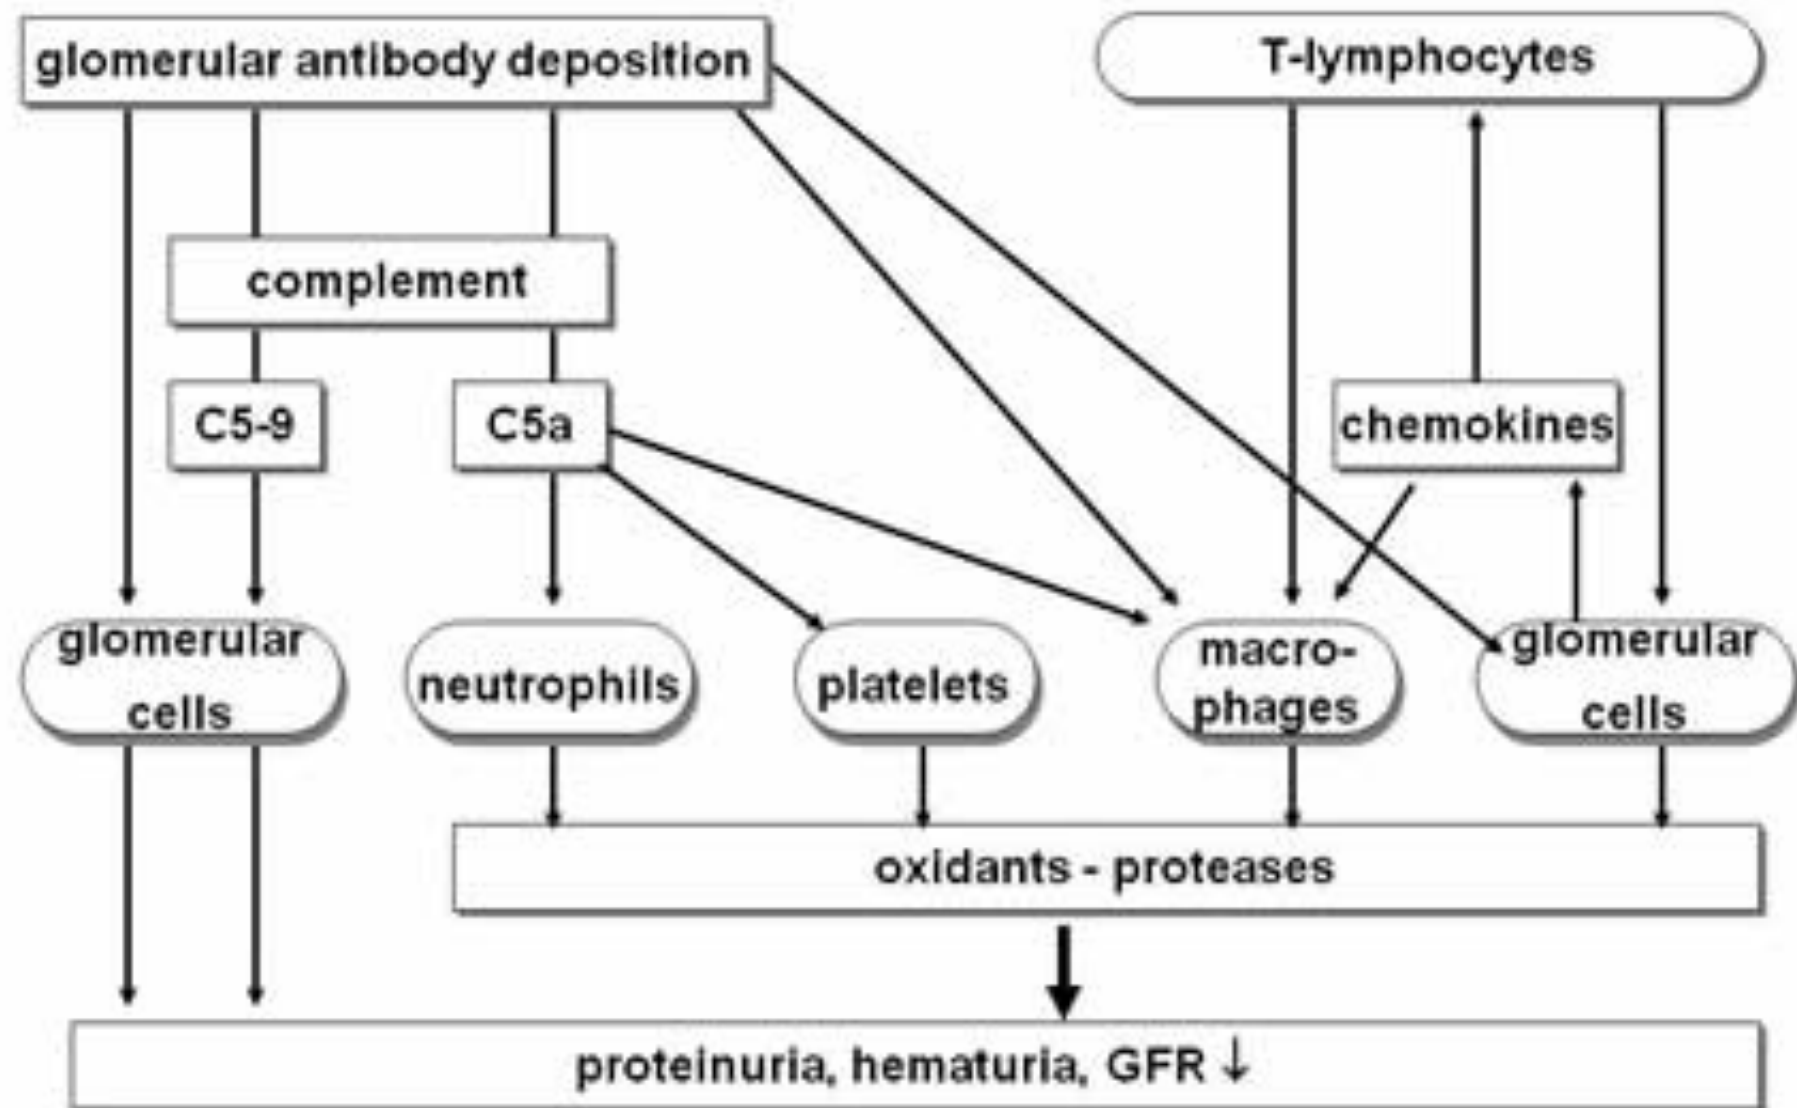 glomerular antibody deposition
T-lymphocytes
complement
C5-9
C5a
chemokines
glomerular
cells
neutrophils
platelets
macro-
phages
glomerular
cells
oxidants - proteases
proteinuria, hematuria, GFR ↓